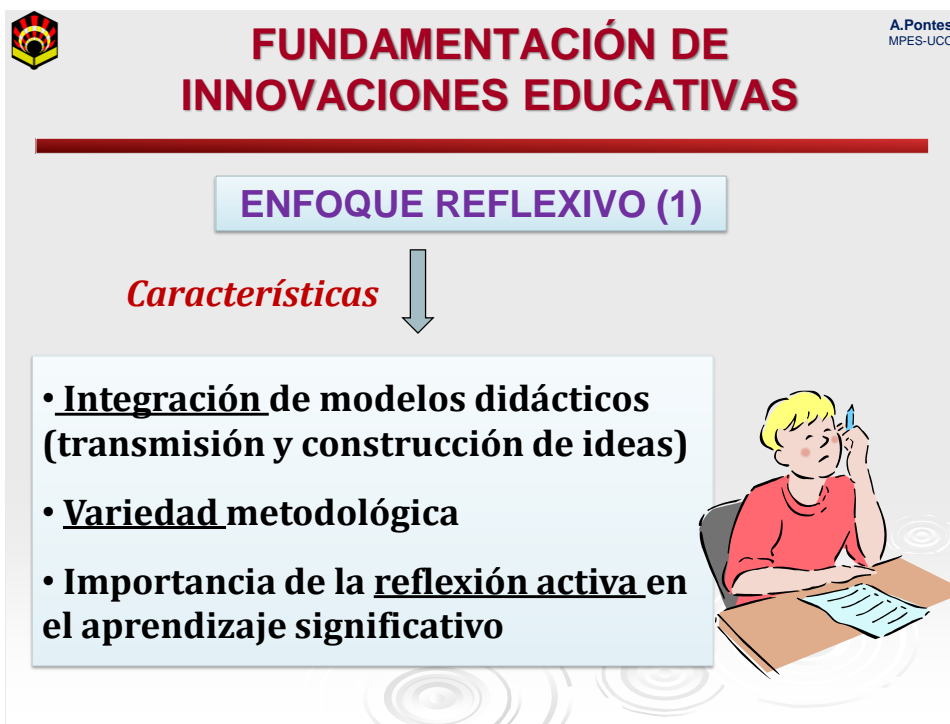 FUNDAMENTACIÓN DE
INNOVACIONES EDUCATIVAS
A.Pontes
MPES-UCO
ENFOQUE REFLEXIVO (1)
Características
• Integración de modelos didácticos
(transmisión y construcción de ideas)
• Variedad metodológica
• Importancia de la reflexión activa en
el aprendizaje significativo